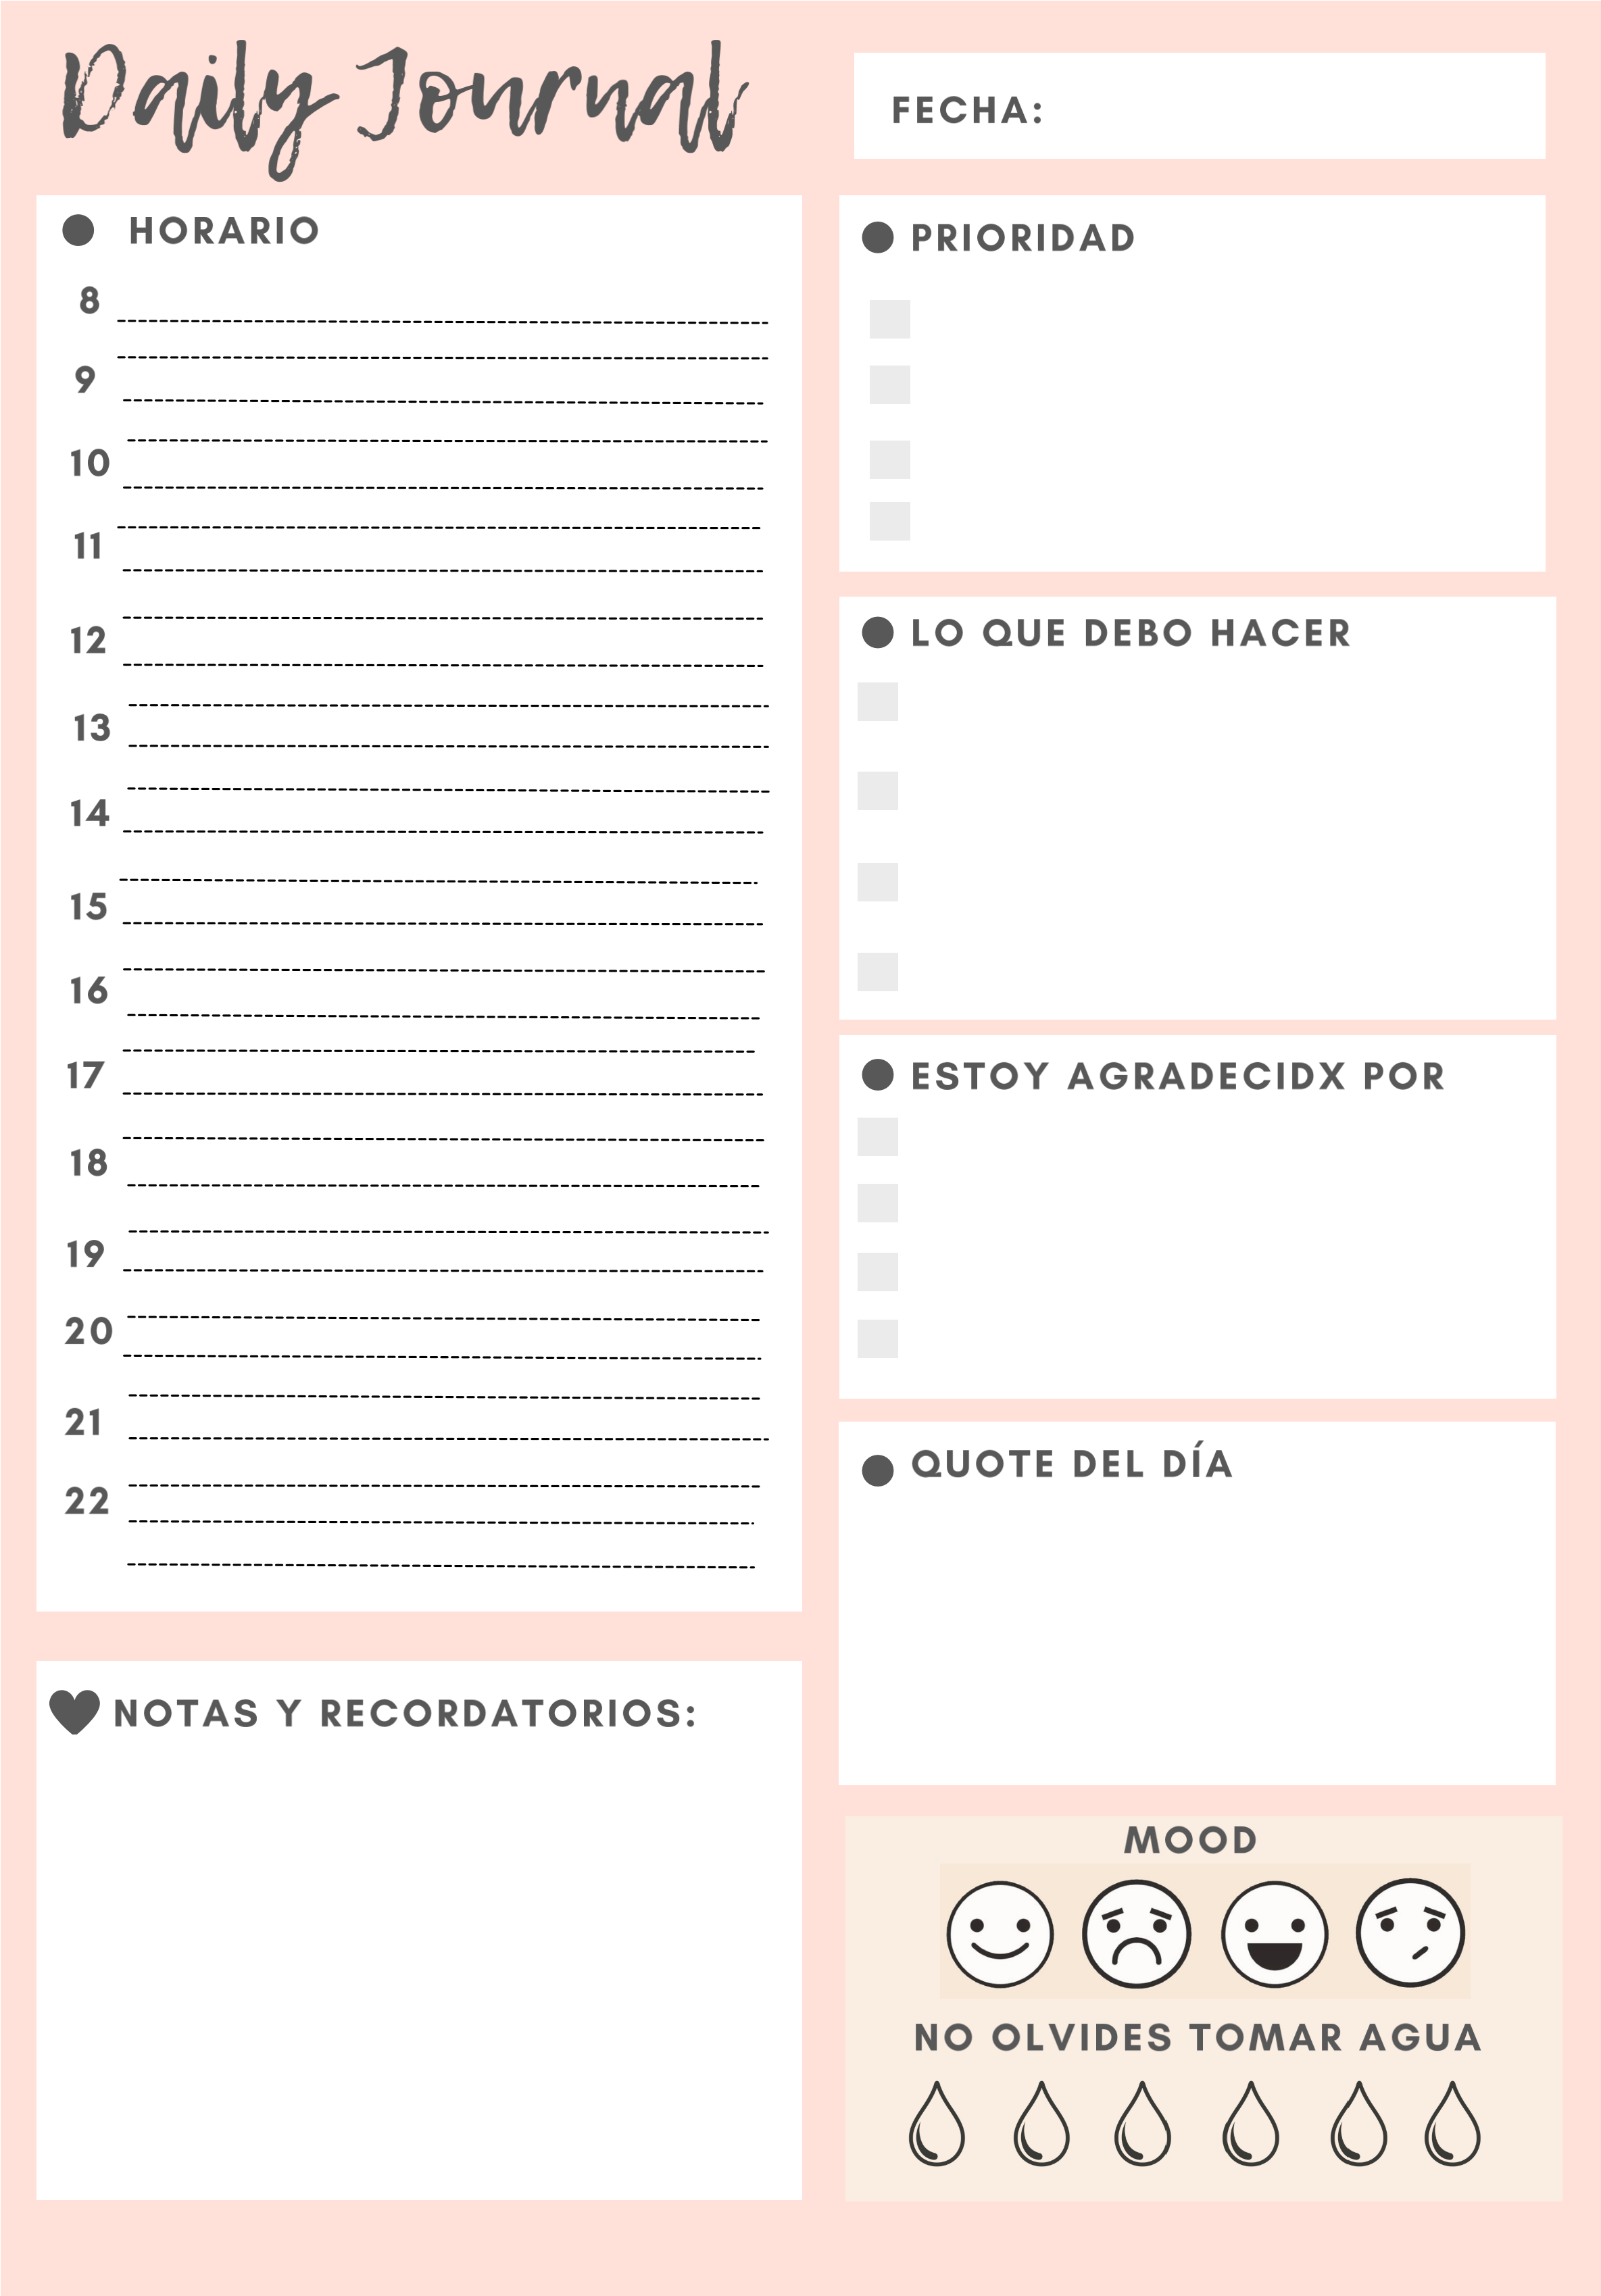 Daily Journal
FECHA:
HORARIO
8
9
10
11
12
13
14
15
16
17
18
19
20
21
22
NOTAS Y RECORDATORIOS:
PRIORIDAD
LO QUE DEBO HACER
ESTOY AGRADECIDX POR
QUOTE DEL DÍA
MOOD
NO OLVIDES TOMAR AGUA